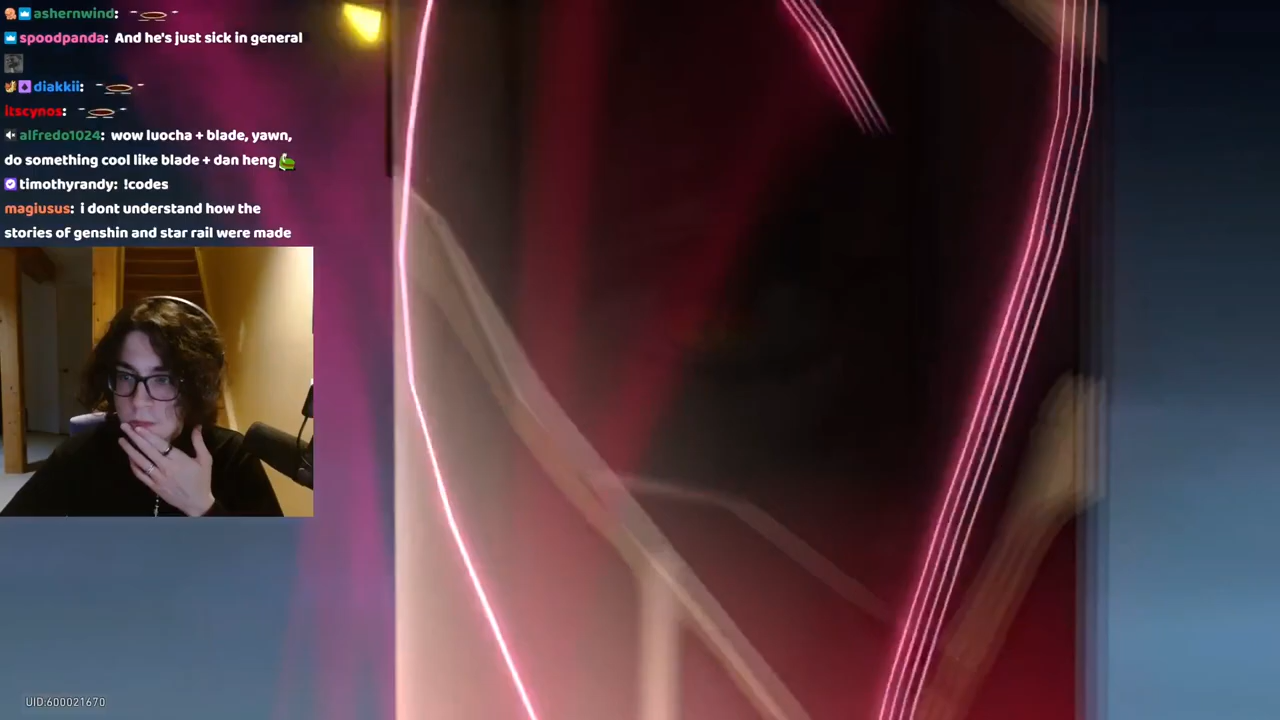 ashernwind:
spoodpanda: And he's just sick in general
diakkii:
itscynos:
alfredo1024: wow luocha + blade, yawn,
do something cool like blade + dan heng
timothyrandy: !codes
magiusus: i dont understand how the
stories of genshin and star rail were made
UID:600021670